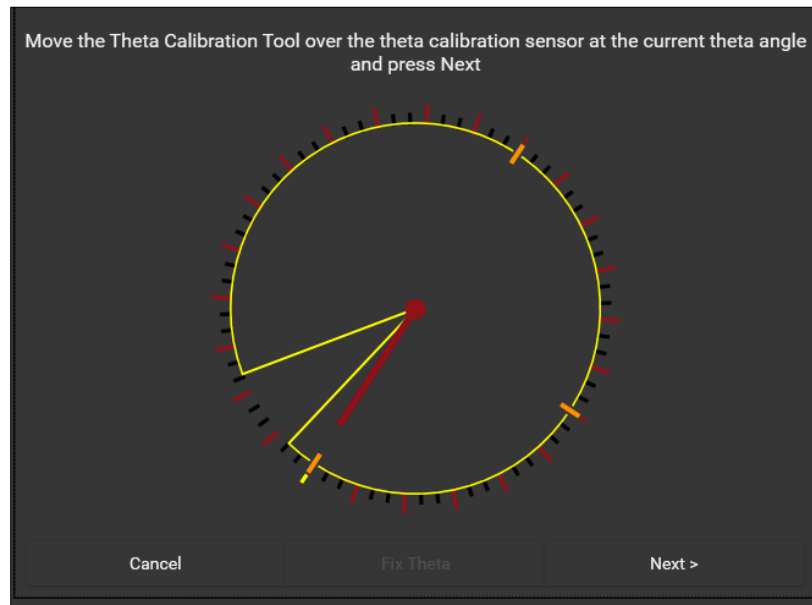 Move the Theta Calibration Tool over the theta calibration sensor at the current theta angle
and press Next
Cancel
Fix Theta
Next >